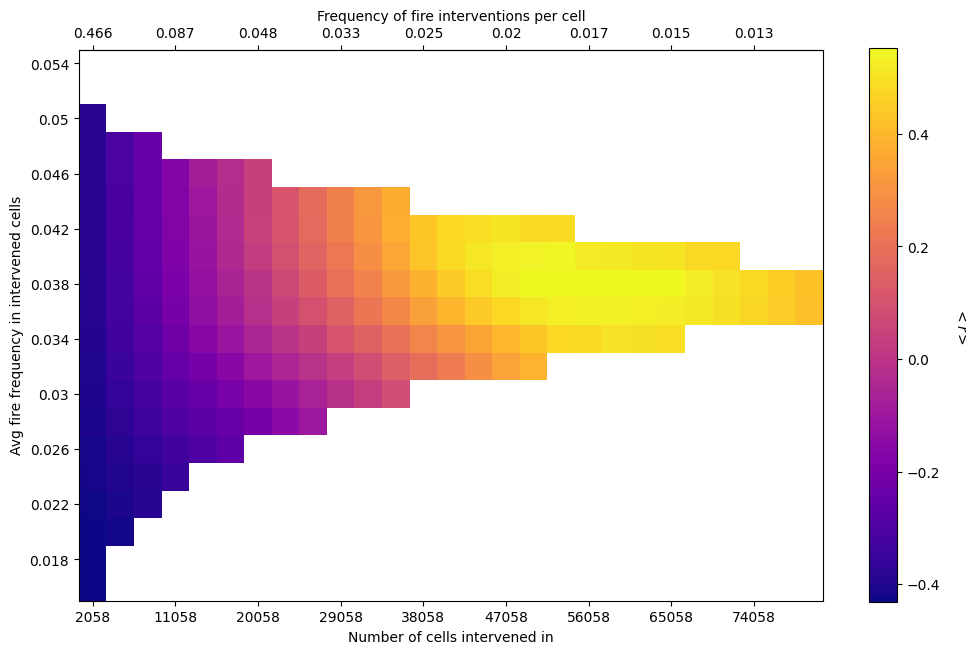 Frequency of fire interventions per cell
0.466 0.087 0.048 0.033 0.025 0.02 0.017 0.015 0.013
Avg fire frequency in intervened cells
0.054
0.05
0.046
0.042
0.038
0.034
0.03
0.026
0.022
0.018
2058 11058 20058 29058 38058 47058 56058 65058 74058
Number of cells intervened in
0.4
0.2
0.0
−0.2
−0.4
< r >